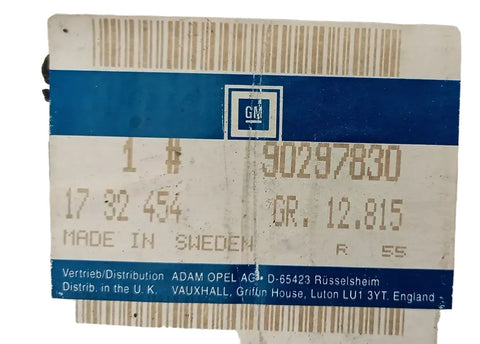 GM
1 # 90297830
17 32 454 GR. 12.815
MADE IN SWEDEN R 55
Vertrieb/Distribution ADAM OPEL AG - D-65423 Rüsselsheim
Distrib. in the U. K. VAUXHALL, Griffon House, Luton LU1 3YT. England